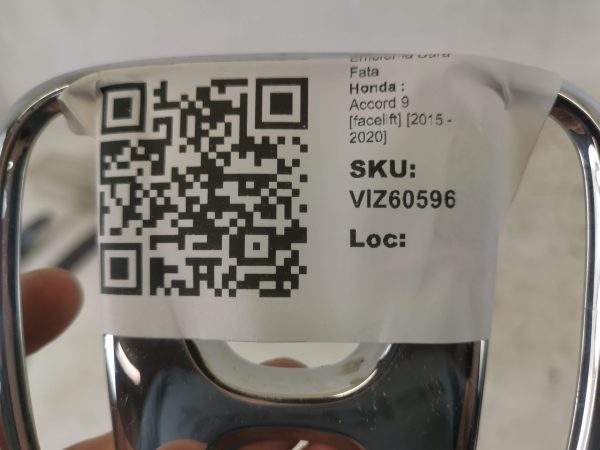 Fata
Honda :
Accord 9
[facelift] [2015 -
2020]
SKU:
VIZ60596
Loc: